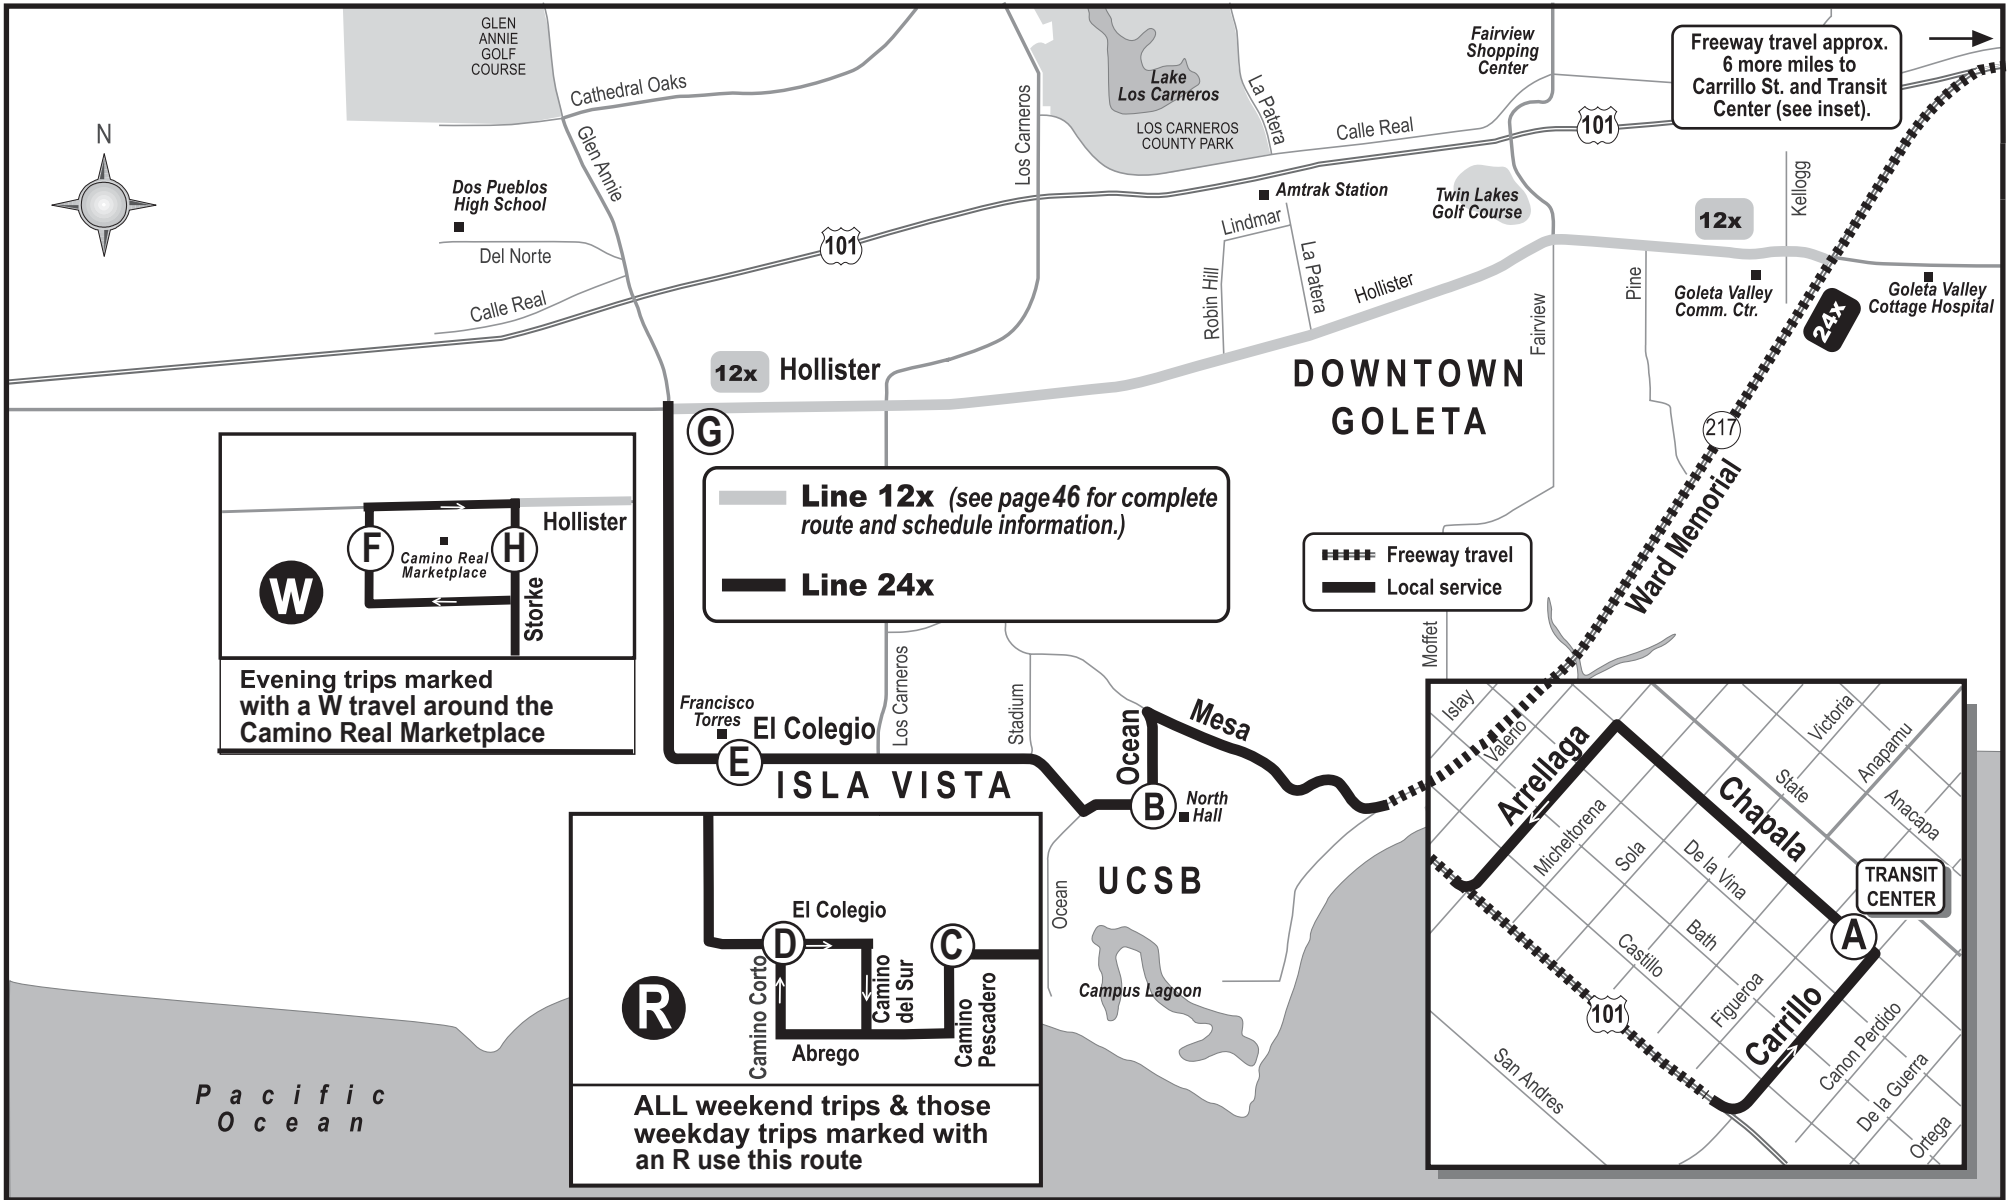 GLEN
ANNIE
GOLF
COURSE
Cathedral Oaks
Glen Annie
Los Carneros
Lake
Los Carneros
LOS CARNEROS
COUNTY PARK
La Patera
Calle Real
Fairview
Shopping
Center
101
Freeway travel approx.
6 more miles to
Carrillo St. and Transit
Center (see inset).
N
Dos Pueblos
High School
Del Norte
Calle Real
101
Amtrak Station
Lindmar
Robin Hill
La Patera
Hollister
Twin Lakes
Golf Course
Fairview
Pine
12x
Kellogg
Goleta Valley
Comm. Ctr.
24x
Goleta Valley
Cottage Hospital
12x Hollister
G
DOWNTOWN
GOLETA
217
Ward Memorial
Line 12x (see page 46 for complete
route and schedule information.)
Line 24x
Freeway travel
Local service
Moffet
Hollister
F
Camino Real
Marketplace
H
W
Storke
Evening trips marked
with a W travel around the
Camino Real Marketplace
Francisco
Torres
E
El Colegio
Los Carneros
Stadium
ISLA VISTA
Ocean
Mesa
B
North
Hall
UCSB
Ocean
Campus Lagoon
El Colegio
D
C
R
Camino Corto
Camino
del Sur
Camino
Pescadero
Abrego
ALL weekend trips & those
weekday trips marked with
an R use this route
Pacific
Ocean
Islay
Valerio
Arrellaga
Micheltorena
Sola
Victoria
Anapamu
State
Anacapa
Chapala
De la Vina
Bath
Castillo
TRANSIT
CENTER
A
101
Figueroa
Carrillo
Canon Perdido
De la Guerra
Ortega
San Andres